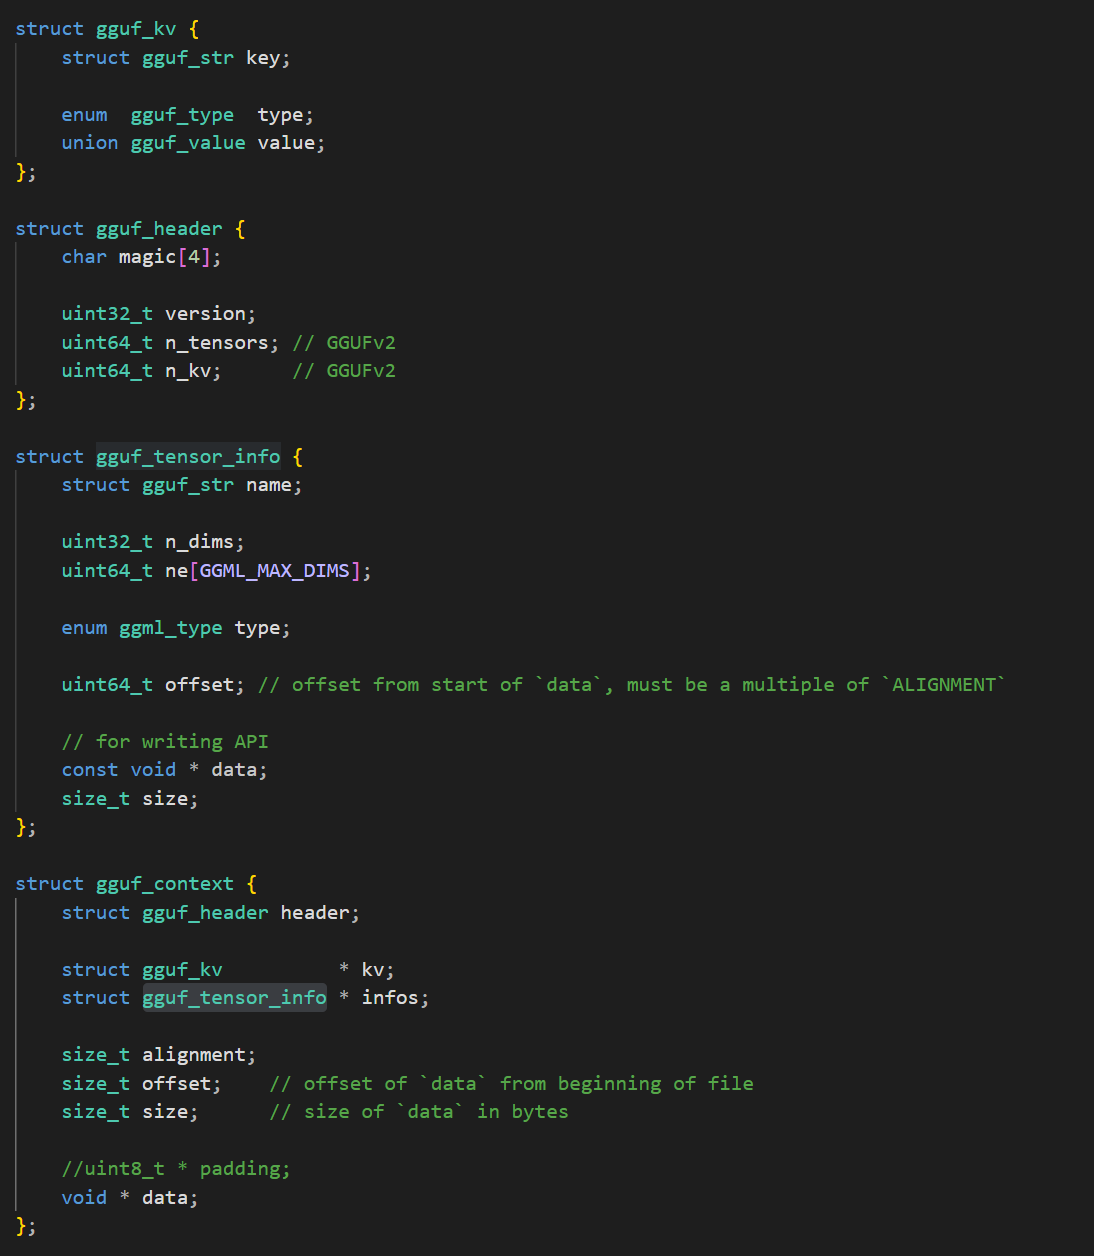 struct gguf_kv {
    struct gguf_str key;

    enum  gguf_type  type;
    union gguf_value value;
};

struct gguf_header {
    char magic[4];

    uint32_t version;
    uint64_t n_tensors; // GGUFv2
    uint64_t n_kv;      // GGUFv2
};

struct gguf_tensor_info {
    struct gguf_str name;

    uint32_t n_dims;
    uint64_t ne[GGML_MAX_DIMS];

    enum ggml_type type;

    uint64_t offset; // offset from start of `data`, must be a multiple of `ALIGNMENT`

    // for writing API
    const void * data;
    size_t size;
};

struct gguf_context {
    struct gguf_header header;

    struct gguf_kv          * kv;
    struct gguf_tensor_info * infos;

    size_t alignment;
    size_t offset;    // offset of `data` from beginning of file
    size_t size;      // size of `data` in bytes

    //uint8_t * padding;
    void * data;
};